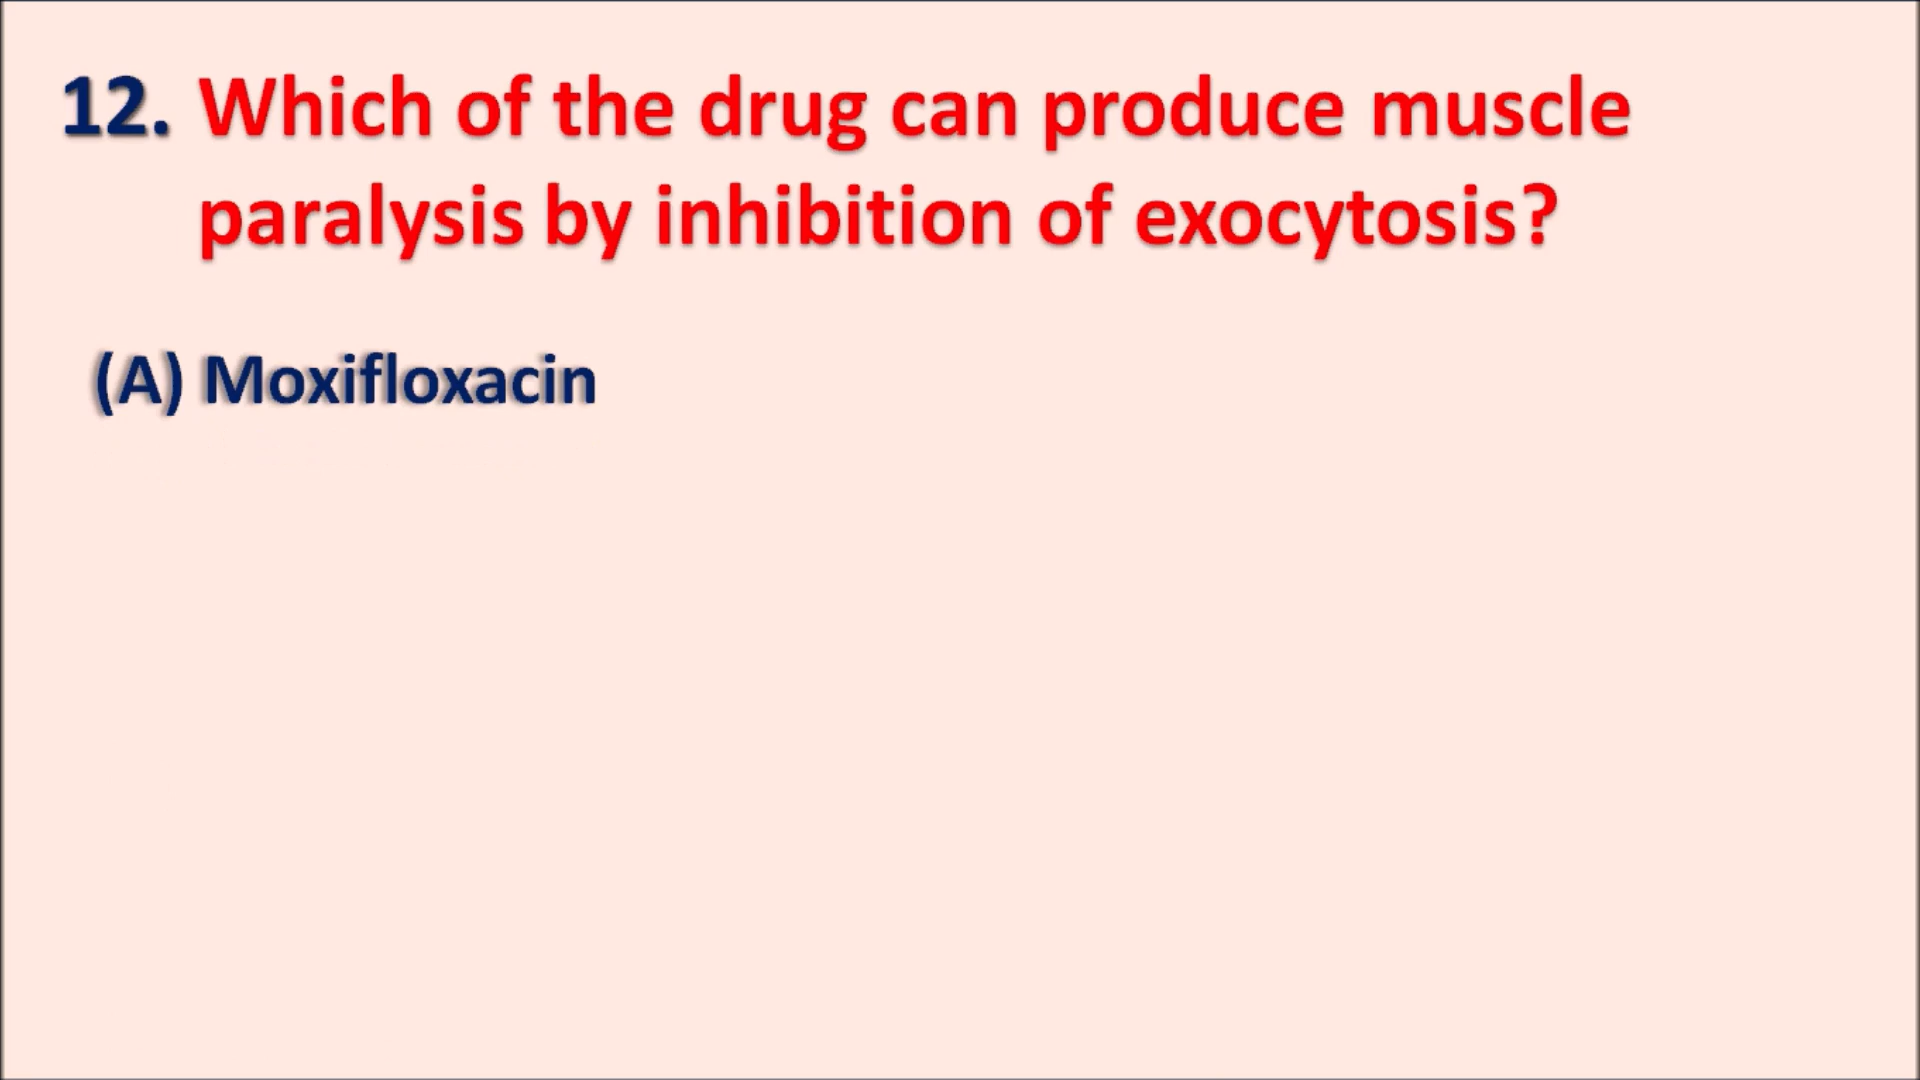 12. Which of the drug can produce muscle
paralysis by inhibition of exocytosis?
(A) Moxifloxacin